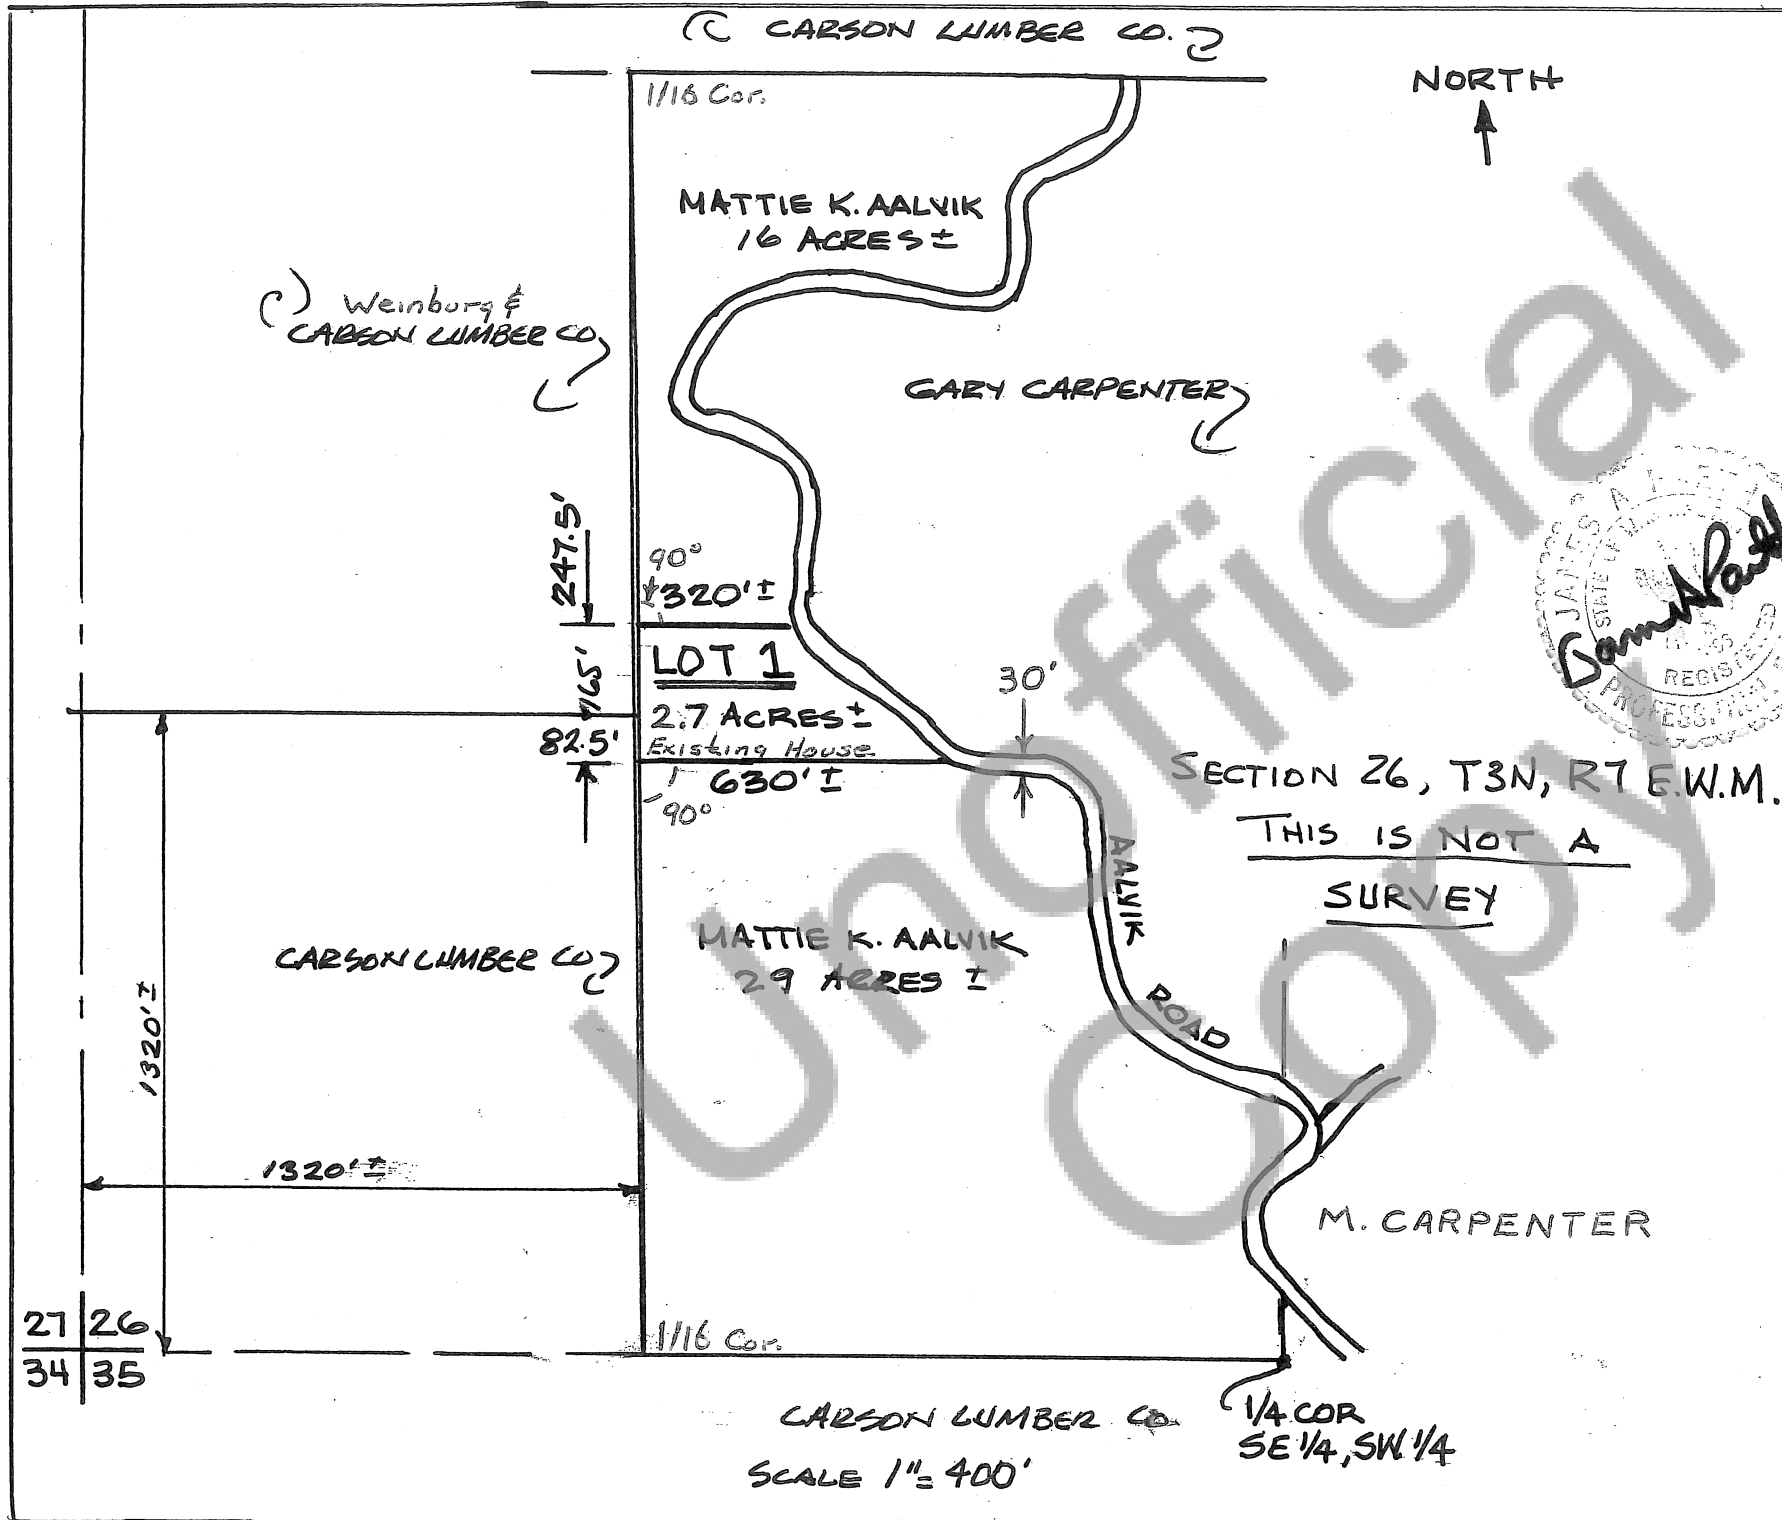 CARSON LUMBER CO.
NORTH
1/16 Cor.
MATTIE K. AALVIK
16 ACRES ±
Weinburg &
CARSON LUMBER CO.
GARY CARPENTER
247.5'
90°
320' ±
LOT 1
165'
2.7 ACRES ±
Existing House
82.5'
630' ±
90°
30'
JAMES A.
STATE OF
REGISTERED
SECTION 26, T3N, R7 E.W.M.
THIS IS NOT A
SURVEY
AALVIK
ROAD
MATTIE K. AALVIK
29 ACRES ±
CARSON LUMBER CO
1320' ±
1320' ±
M. CARPENTER
27 26
34 35
1/16 Cor.
CARSON LUMBER CO.
1/4 COR
SE 1/4, SW 1/4
SCALE 1" = 400'
Unofficial
Copy